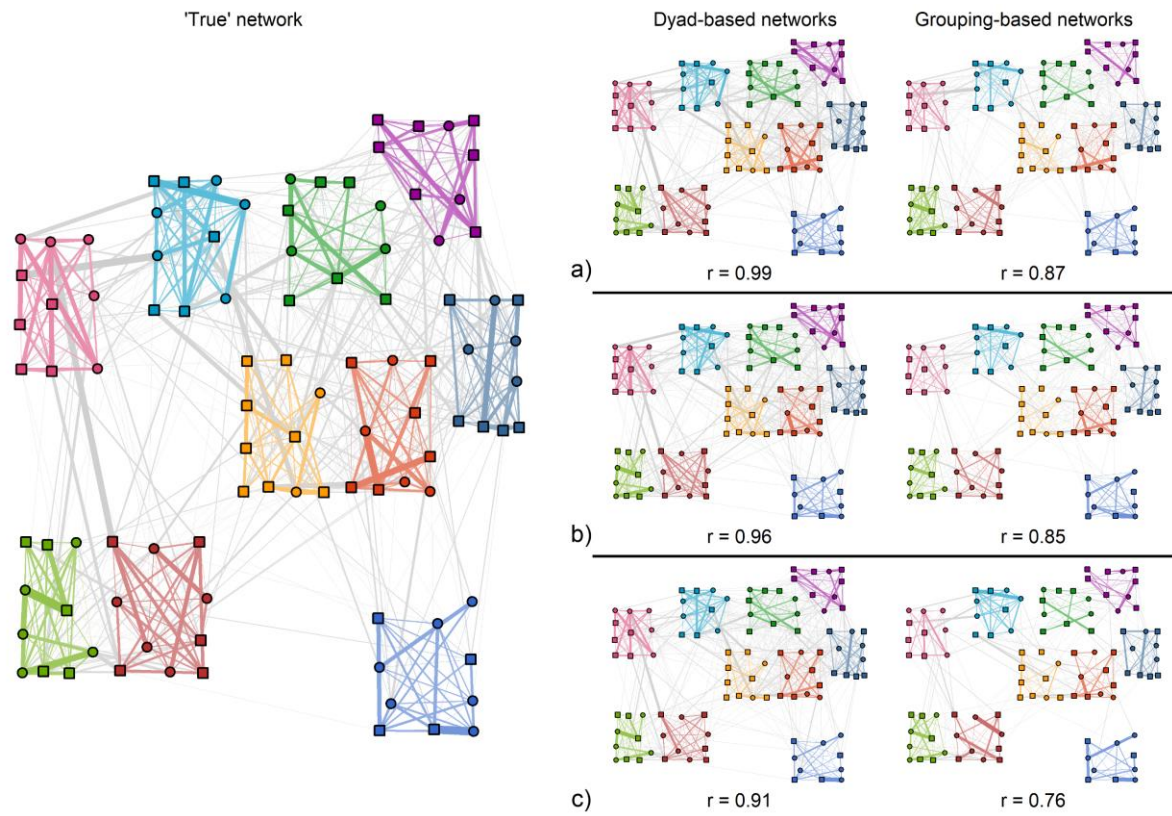 'True' network
Dyad-based networks
Grouping-based networks
a)
r = 0.99
r = 0.87
b)
r = 0.96
r = 0.85
c)
r = 0.91
r = 0.76